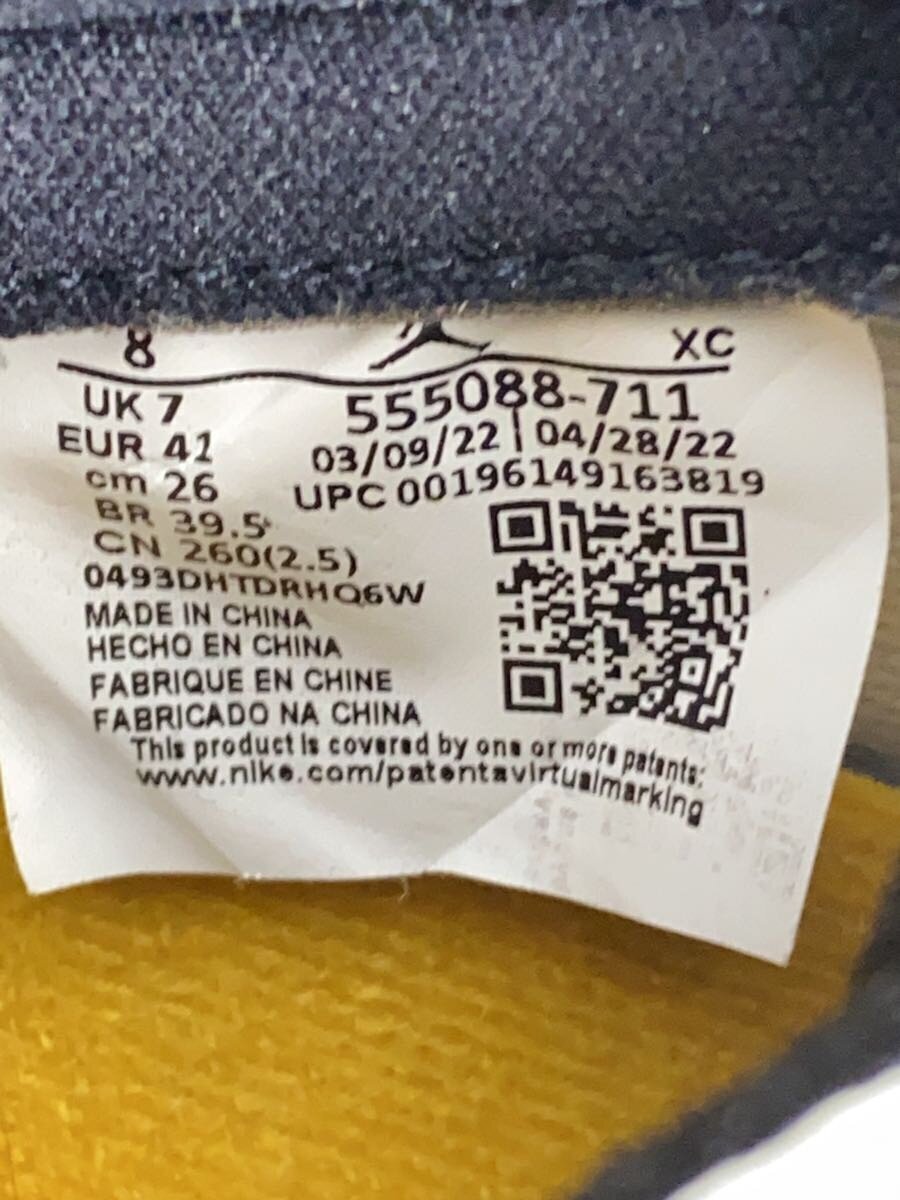 8 XC
UK 7
EUR 41
cm 26
BR 39.5
CN 260(2.5)
0493DHTDRHQ6W
MADE IN CHINA
HECHO EN CHINA
FABRIQUE EN CHINE
FABRICADO NA CHINA
555088-711
03/09/22 | 04/28/22
UPC 00196149163819
This product is covered by one or more patents:
www.nike.com/patentsvirtualmarking